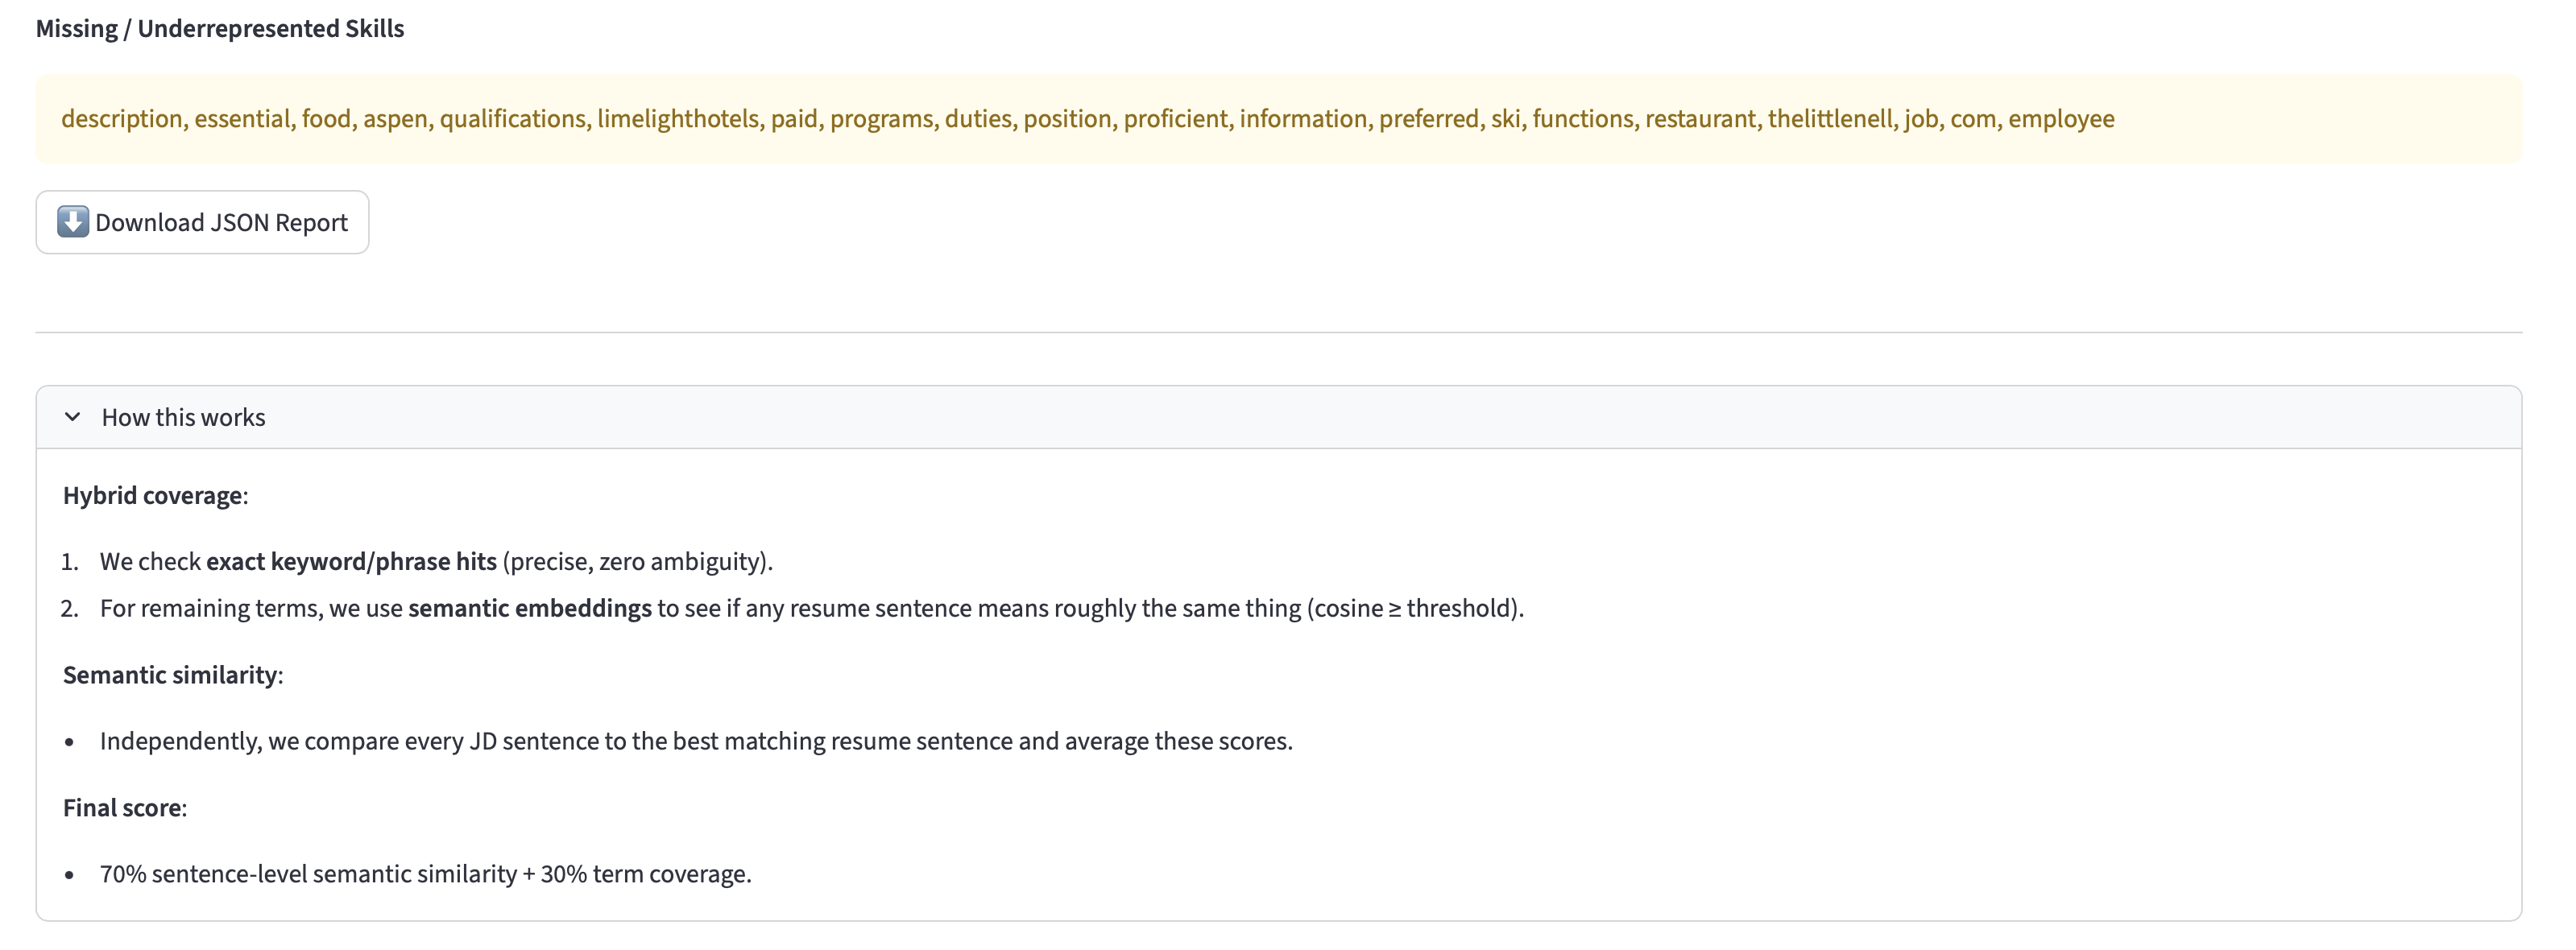 Missing / Underrepresented Skills
description, essential, food, aspen, qualifications, limelighthotels, paid, programs, duties, position, proficient, information, preferred, ski, functions, restaurant, thelittlenell, job, com, employee
Download JSON Report
How this works
Hybrid coverage:
1. We check exact keyword/phrase hits (precise, zero ambiguity).
2. For remaining terms, we use semantic embeddings to see if any resume sentence means roughly the same thing (cosine ≥ threshold).
Semantic similarity:
• Independently, we compare every JD sentence to the best matching resume sentence and average these scores.
Final score:
• 70% sentence-level semantic similarity + 30% term coverage.